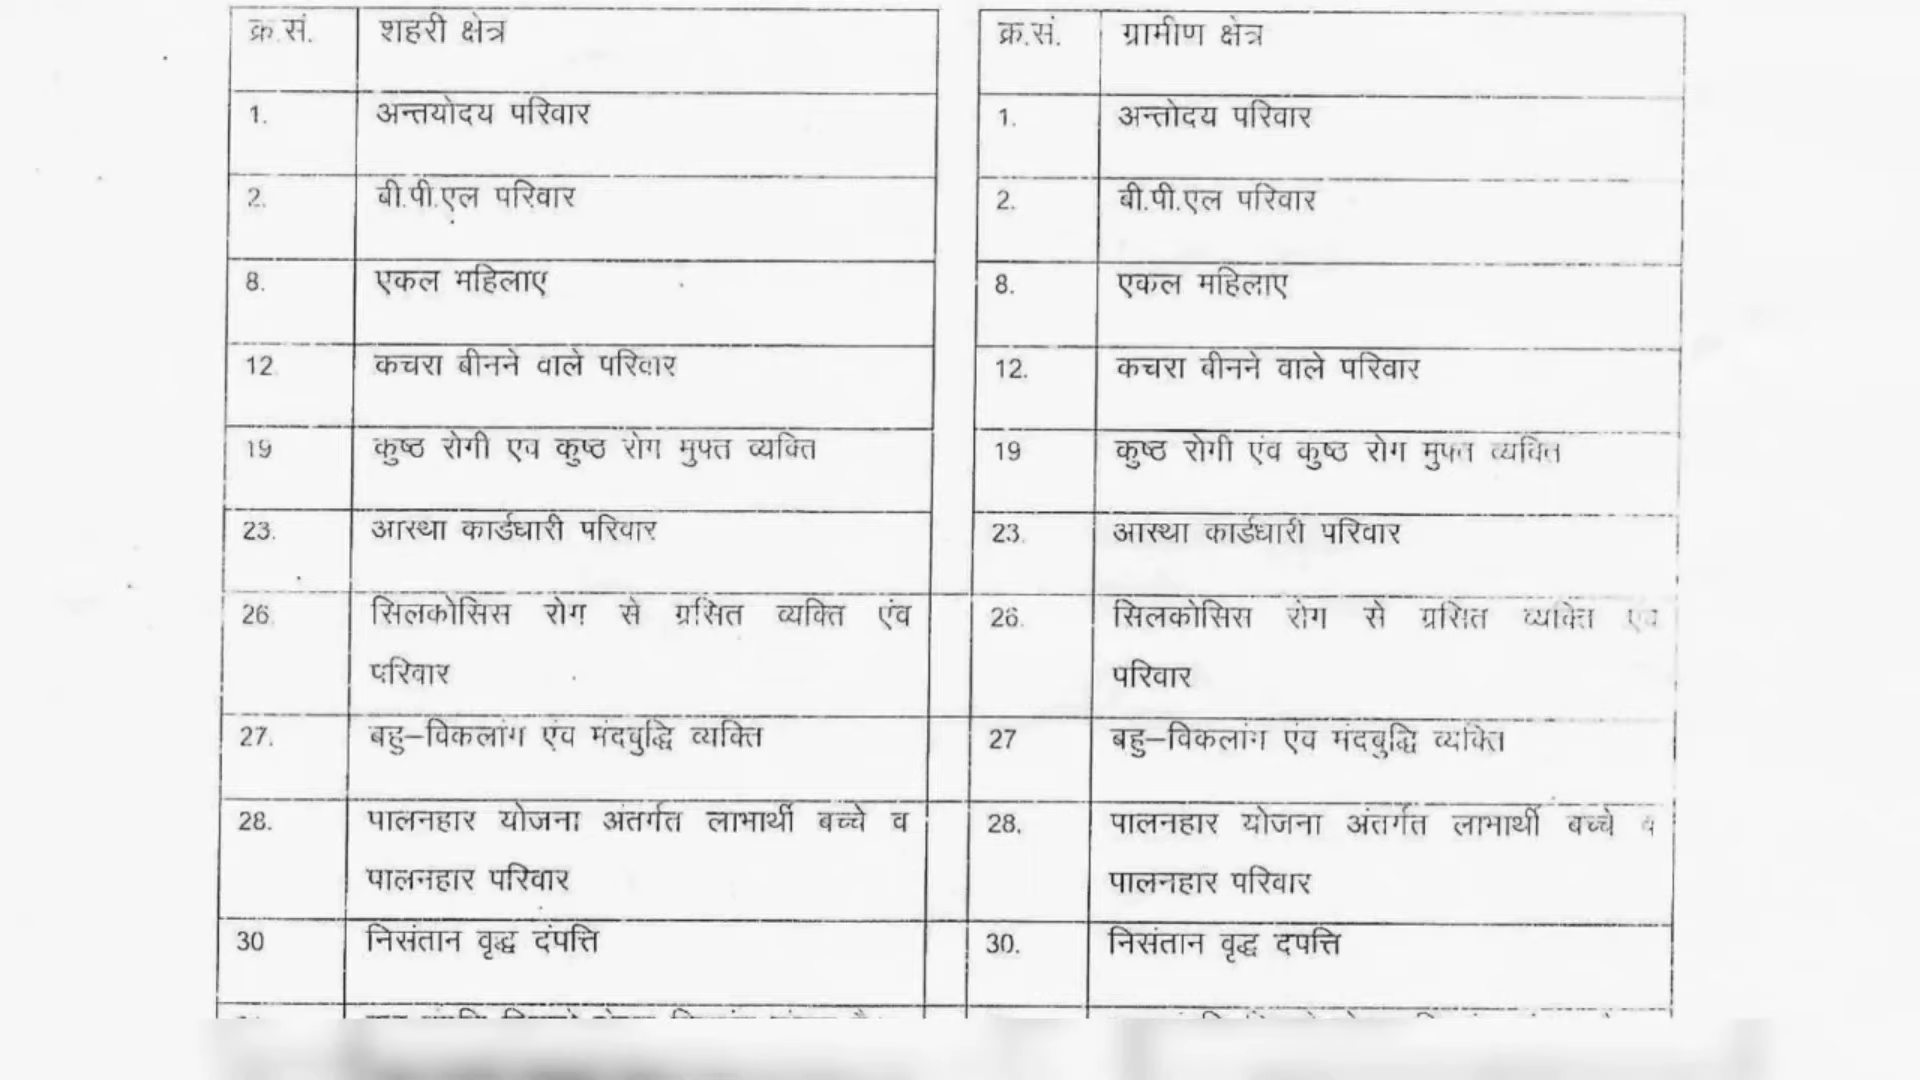 क्र.सं. शहरी क्षेत्र
1. अन्तयोदय परिवार
2. बी.पी.एल परिवार
8. एकल महिलाए
12 कचरा बीनने वाले परिवार
19 कुष्ठ रोगी एव कुष्ठ रोग मुफ्त व्यक्ति
23. आस्था कार्डधारी परिवार
26 सिलकोसिस रोग से ग्रसित व्यक्ति एंव
परिवार
27. बहु–विकलांग एंव मंदबुद्धि व्यक्ति
28. पालनहार योजना अंतर्गत लाभार्थी बच्चे व
पालनहार परिवार
30 निसंतान वृद्ध दंपत्ति
क्र.सं. ग्रामीण क्षेत्र
1. अन्तोदय परिवार
2. बी.पी.एल परिवार
8. एकल महिलाए
12. कचरा बीनने वाले परिवार
19 कुष्ठ रोगी एंव कुष्ठ रोग मुफ्त व्यक्ति
23. आस्था कार्डधारी परिवार
26. सिलकोसिस रोग से ग्रसित व्यक्ति एंव
परिवार
27 बहु–विकलांग एंव मंदबुद्धि व्यक्ति
28. पालनहार योजना अंतर्गत लाभार्थी बच्चे व
पालनहार परिवार
30. निसंतान वृद्ध दपत्ति